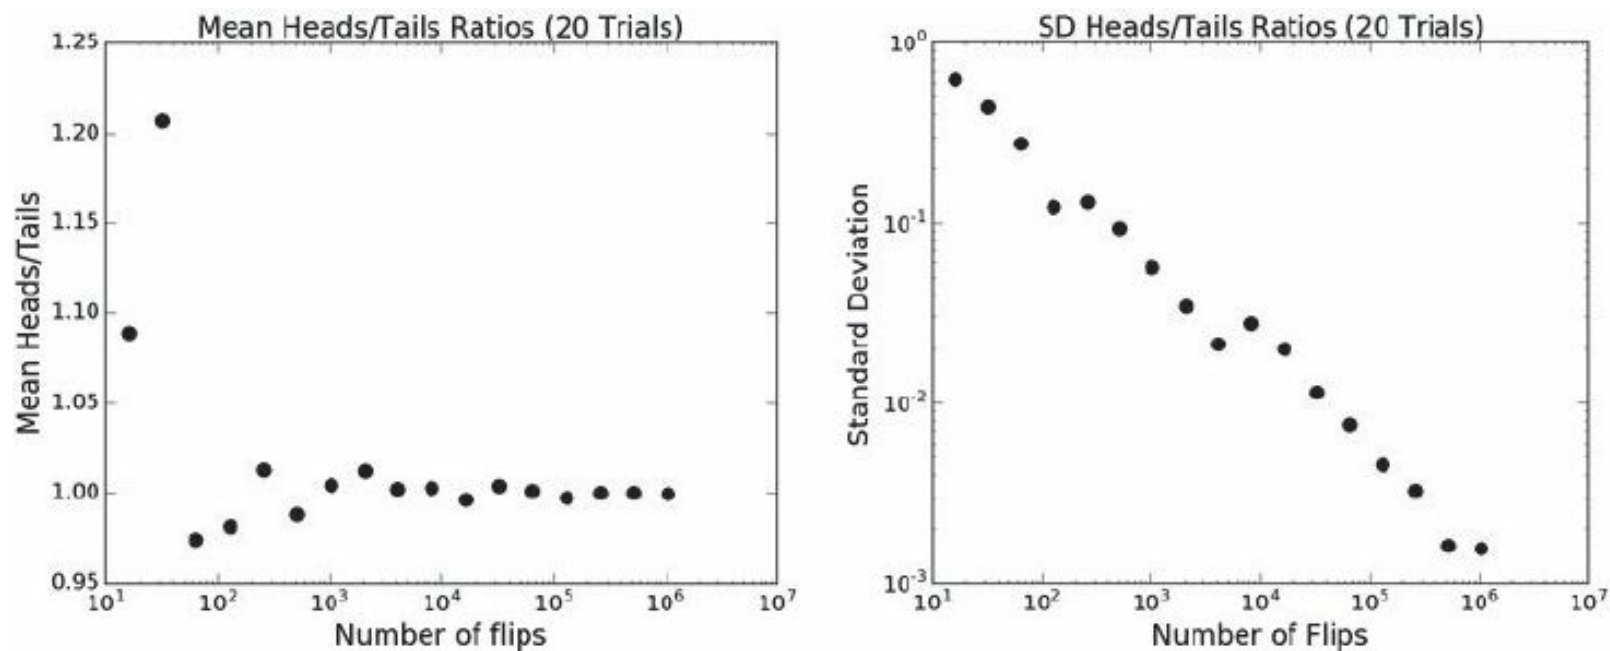 Mean Heads/Tails Ratios (20 Trials)
1.25
1.20
1.15
1.10
1.05
1.00
0.95
Mean Heads/Tails
10¹ 10² 10³ 10⁴ 10⁵ 10⁶ 10⁷
Number of flips
SD Heads/Tails Ratios (20 Trials)
10⁰
10⁻¹
10⁻²
10⁻³
Standard Deviation
10¹ 10² 10³ 10⁴ 10⁵ 10⁶ 10⁷
Number of Flips